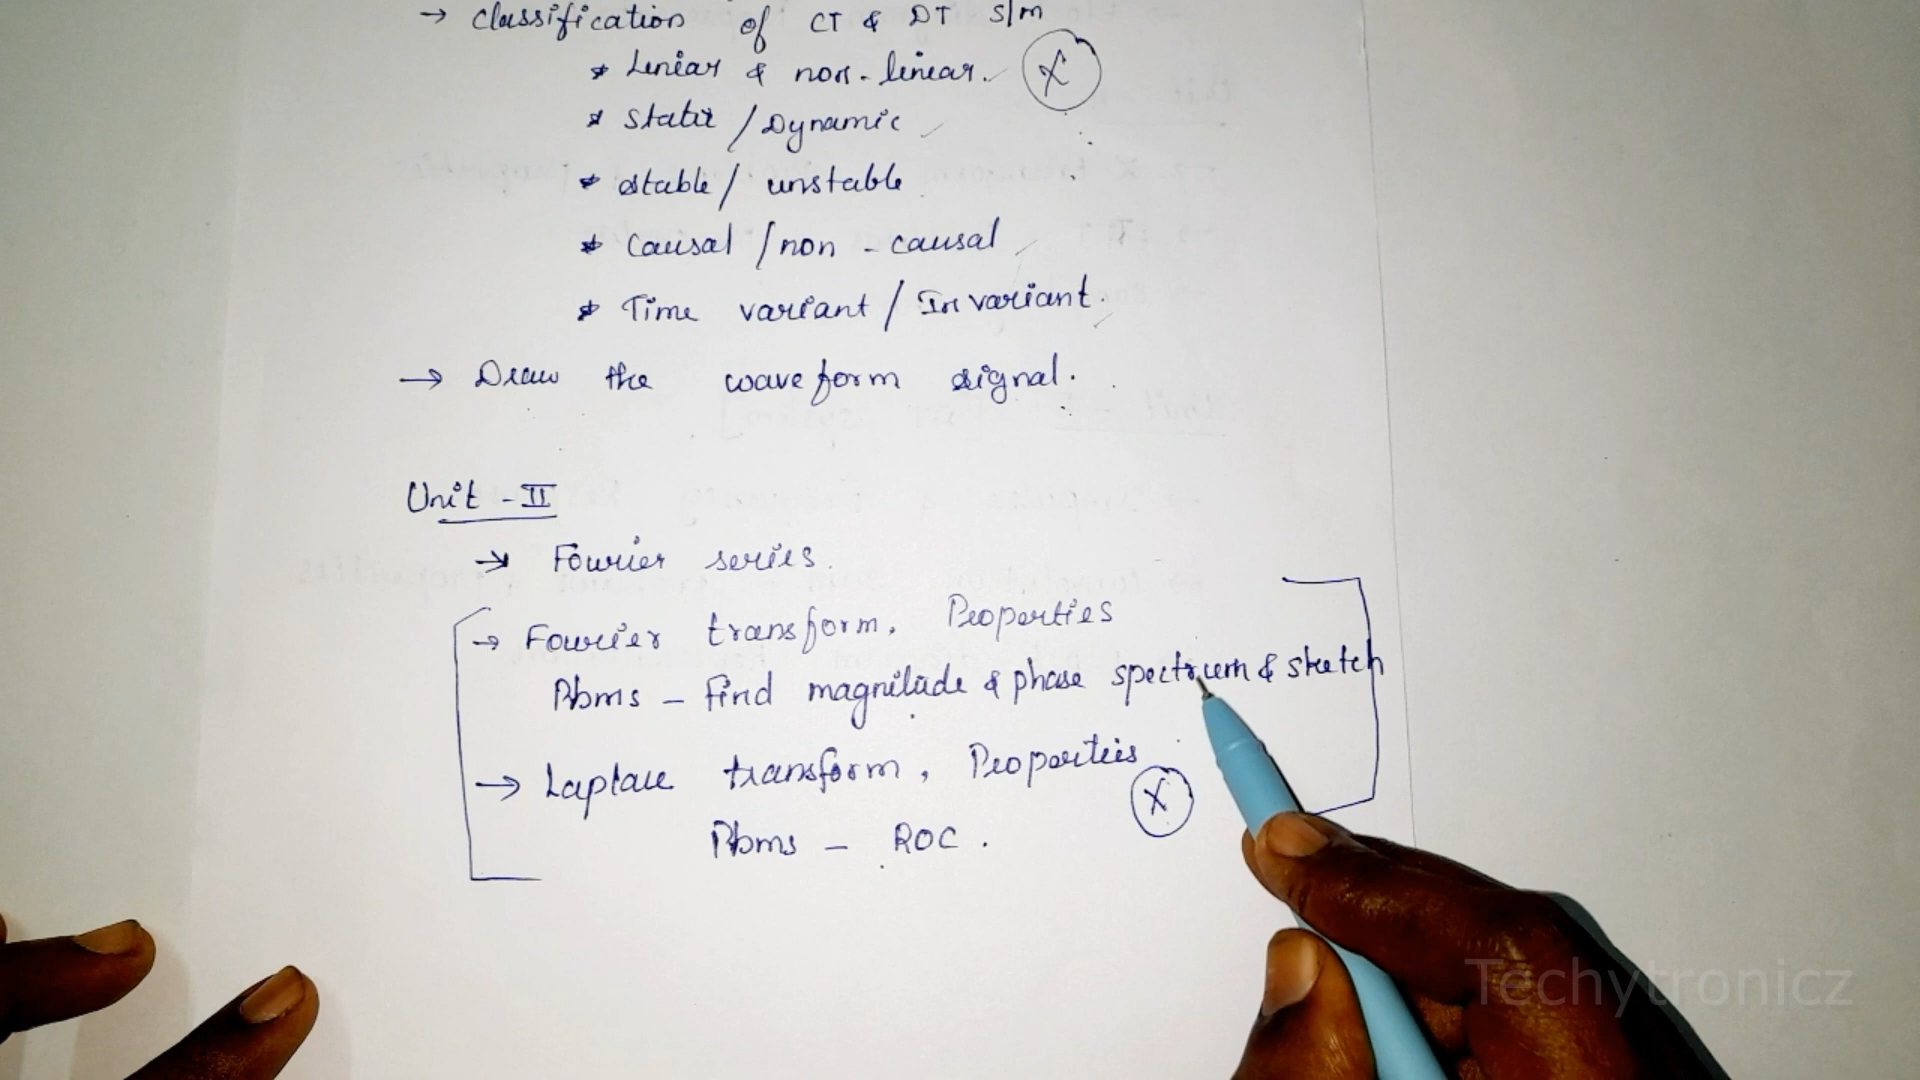 → Classification of CT & DT s/m
* Linear & non-linear. X
* Static / Dynamic
* stable / unstable
* Causal / non - causal
* Time variant / Invariant.
→ Draw the waveform signal.
Unit - II
→ Fourier series.
→ Fourier transform, Properties
Pbms - Find magnitude & phase spectrum & sketch
→ Laplace transform, Properties
X
Pbms - ROC.
Techytronicz